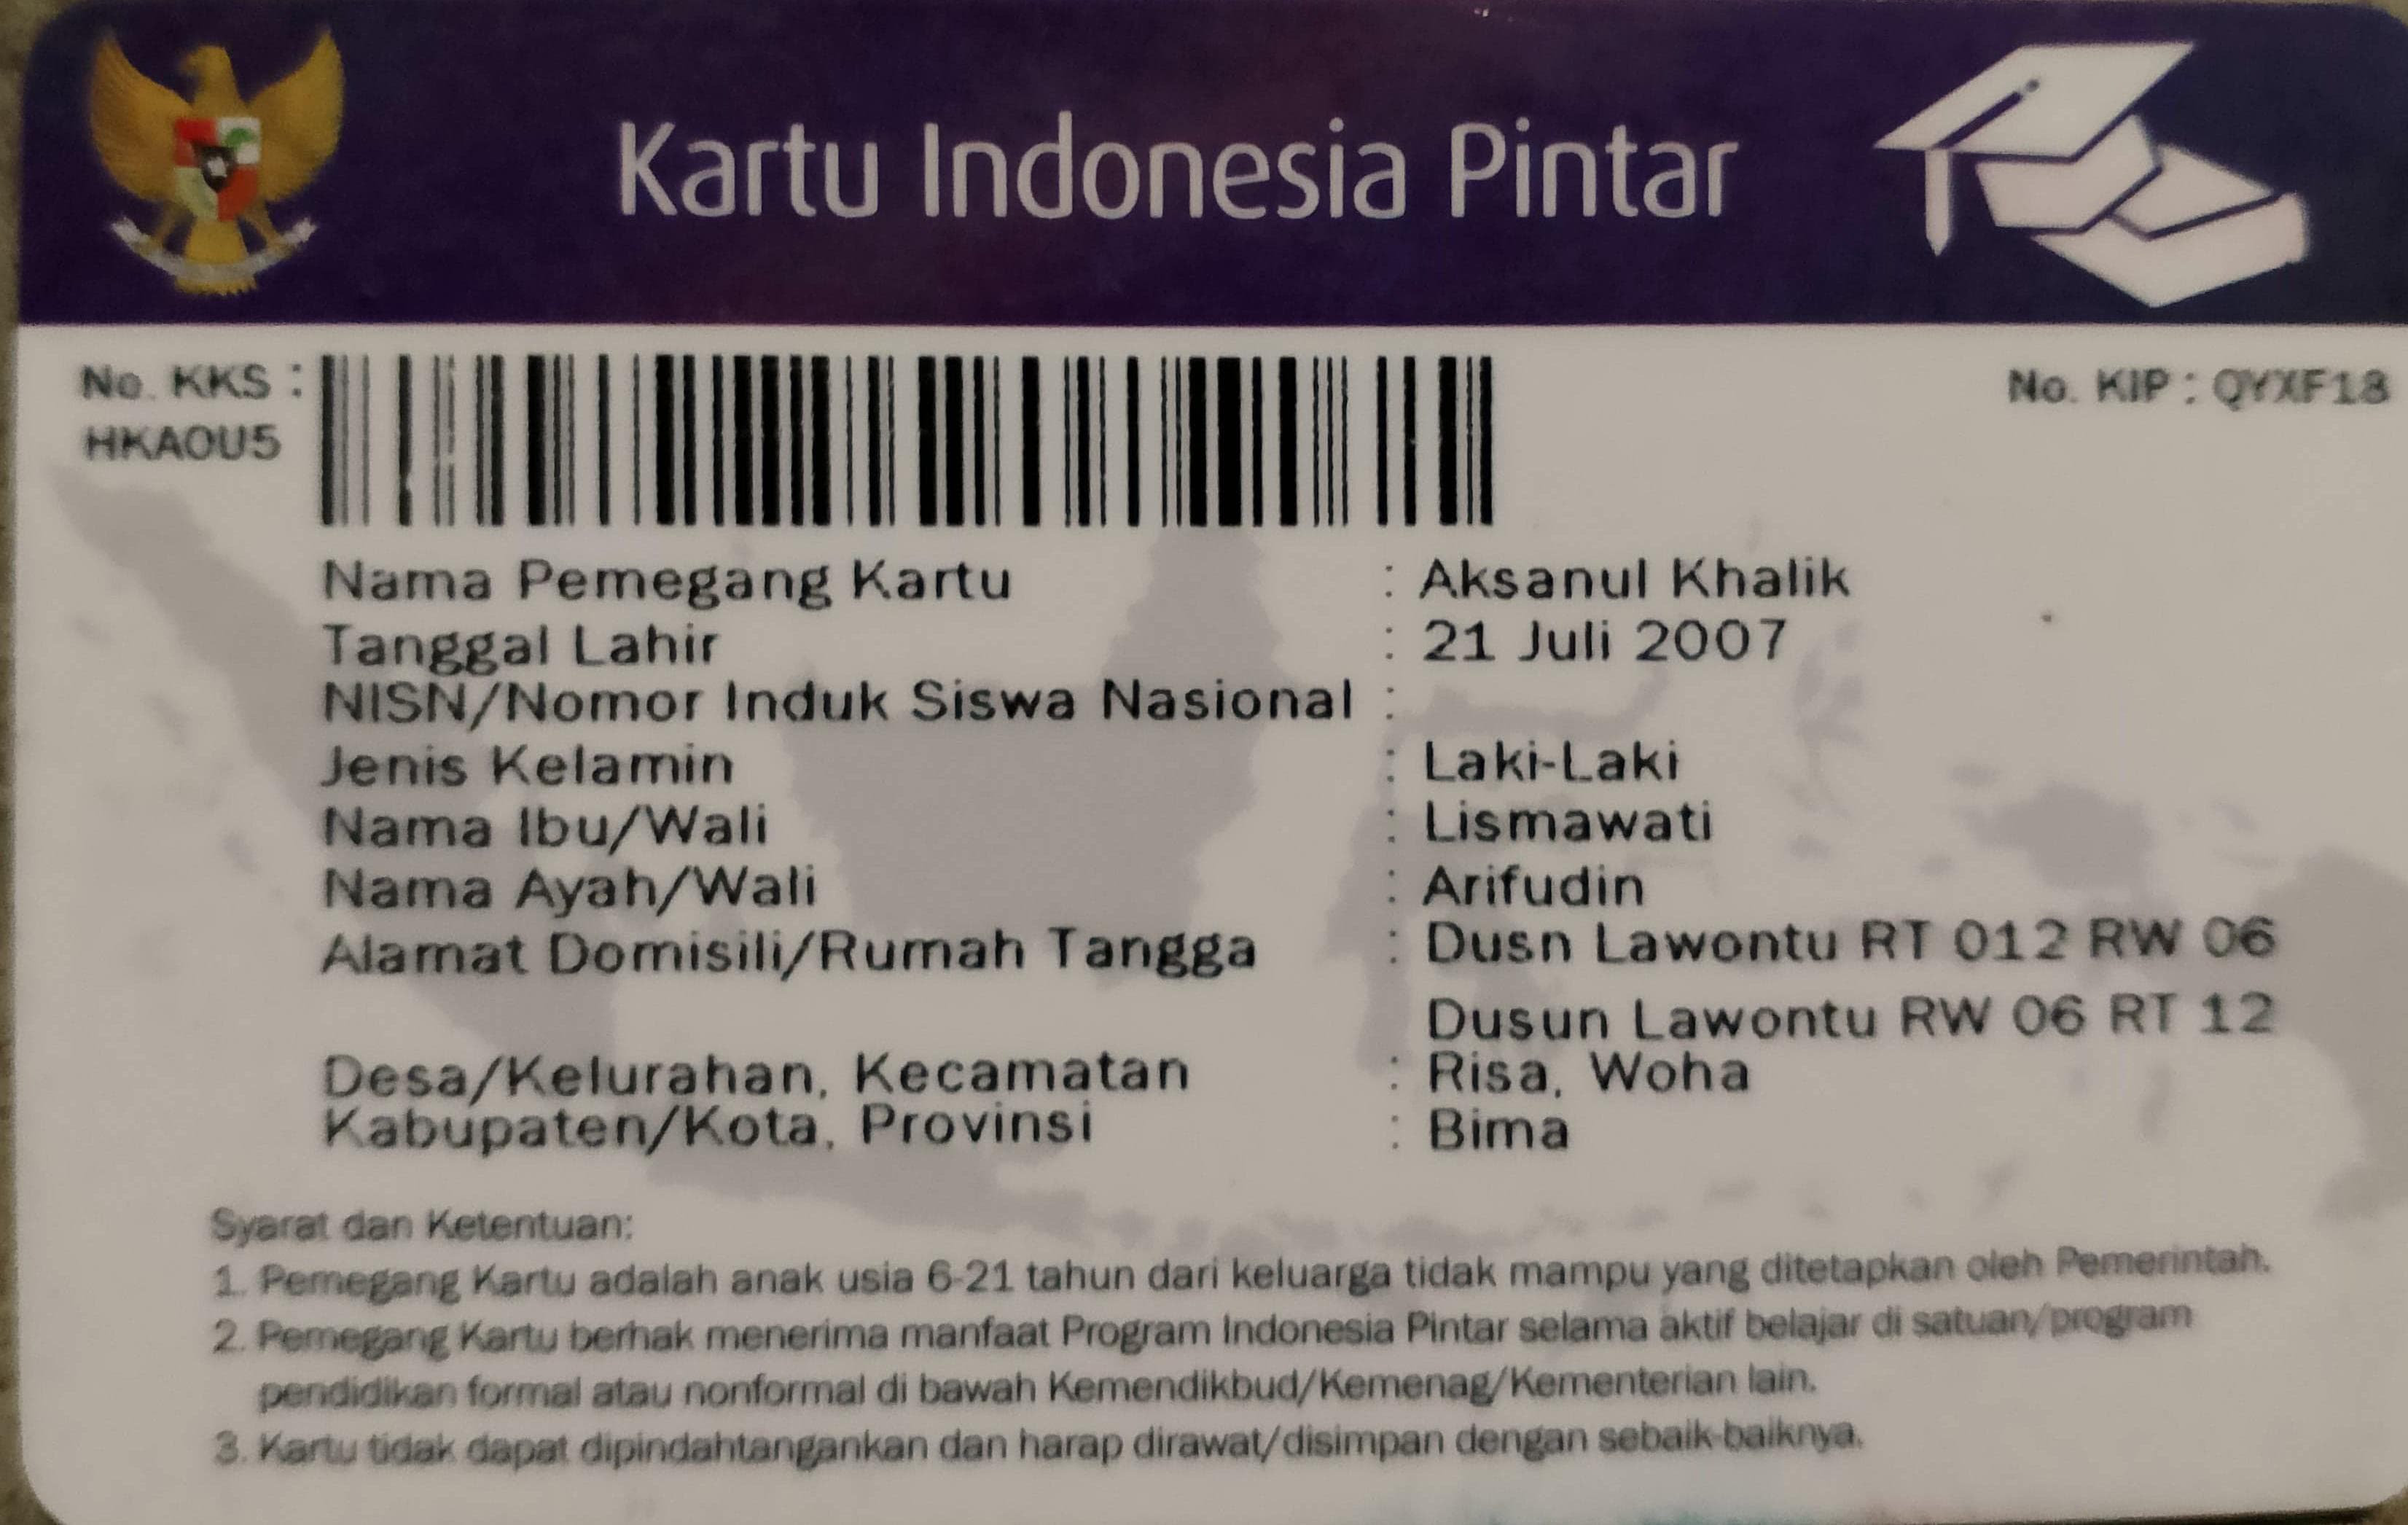 Kartu Indonesia Pintar
No. KKS :
HKAOU5
No. KIP : QYXF18
Nama Pemegang Kartu : Aksanul Khalik
Tanggal Lahir : 21 Juli 2007
NISN/Nomor Induk Siswa Nasional :
Jenis Kelamin : Laki-Laki
Nama Ibu/Wali : Lismawati
Nama Ayah/Wali : Arifudin
Alamat Domisili/Rumah Tangga : Dusn Lawontu RT 012 RW 06
Dusun Lawontu RW 06 RT 12
Desa/Kelurahan, Kecamatan : Risa, Woha
Kabupaten/Kota, Provinsi : Bima
Syarat dan Ketentuan:
1. Pemegang Kartu adalah anak usia 6-21 tahun dari keluarga tidak mampu yang ditetapkan oleh Pemerintah.
2. Pemegang Kartu berhak menerima manfaat Program Indonesia Pintar selama aktif belajar di satuan/program
pendidikan formal atau nonformal di bawah Kemendikbud/Kemenag/Kementerian lain.
3. Kartu tidak dapat dipindahtangankan dan harap dirawat/disimpan dengan sebaik-baiknya.